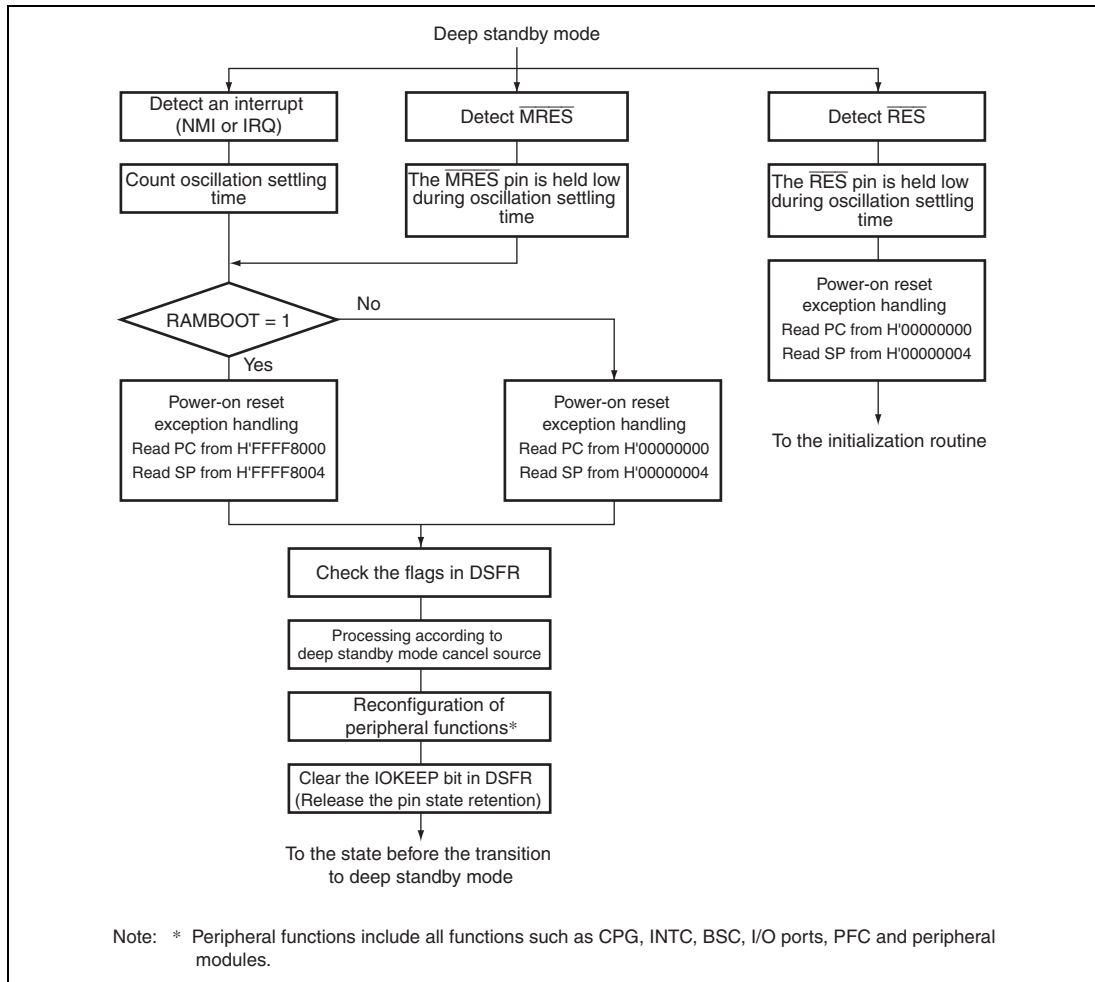 Deep standby mode
Detect an interrupt
(NMI or IRQ)
Detect M̅R̅E̅S̅
Detect R̅E̅S̅
Count oscillation settling
time
The M̅R̅E̅S̅ pin is held low
during oscillation settling
time
The R̅E̅S̅ pin is held low
during oscillation settling
time
RAMBOOT = 1
No
Yes
Power-on reset
exception handling
Read PC from H'FFFF8000
Read SP from H'FFFF8004
Power-on reset
exception handling
Read PC from H'00000000
Read SP from H'00000004
Power-on reset
exception handling
Read PC from H'00000000
Read SP from H'00000004
To the initialization routine
Check the flags in DSFR
Processing according to
deep standby mode cancel source
Reconfiguration of
peripheral functions*
Clear the IOKEEP bit in DSFR
(Release the pin state retention)
To the state before the transition
to deep standby mode
Note: * Peripheral functions include all functions such as CPG, INTC, BSC, I/O ports, PFC and peripheral
modules.